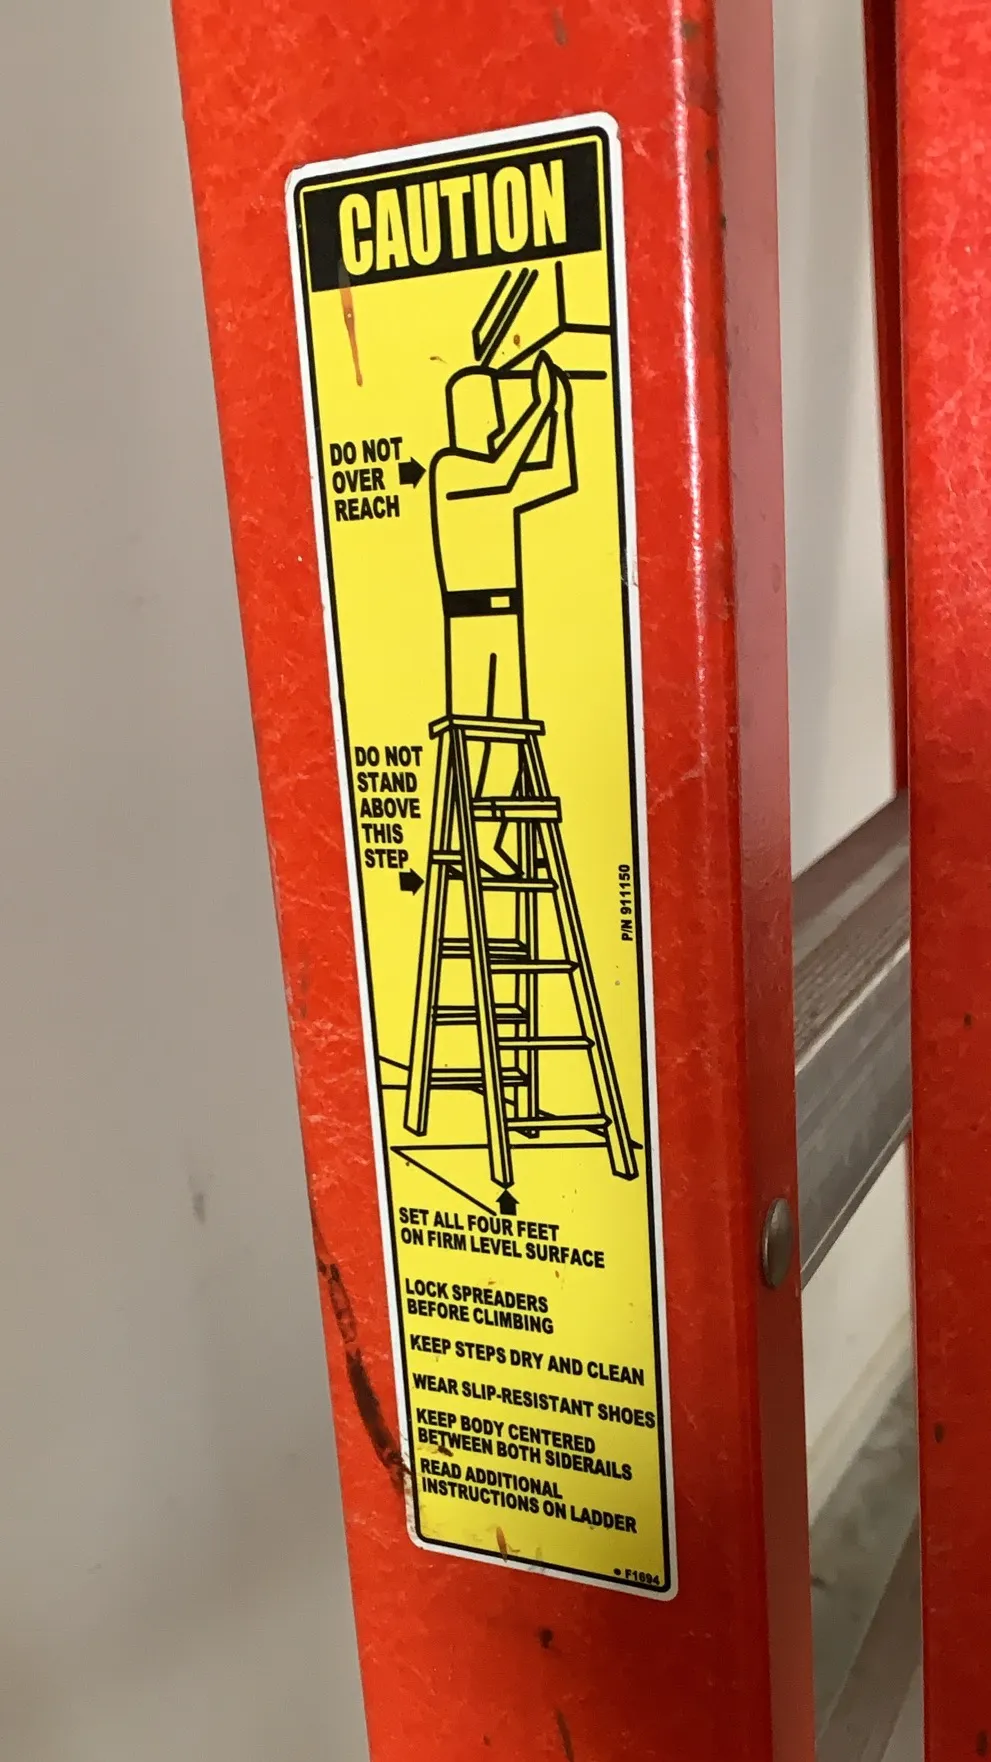 CAUTION
DO NOT
OVER
REACH
DO NOT
STAND
ABOVE
THIS
STEP
P/N 911150
SET ALL FOUR FEET
ON FIRM LEVEL SURFACE
LOCK SPREADERS
BEFORE CLIMBING
KEEP STEPS DRY AND CLEAN
WEAR SLIP-RESISTANT SHOES
KEEP BODY CENTERED
BETWEEN BOTH SIDERAILS
READ ADDITIONAL
INSTRUCTIONS ON LADDER
● F1694